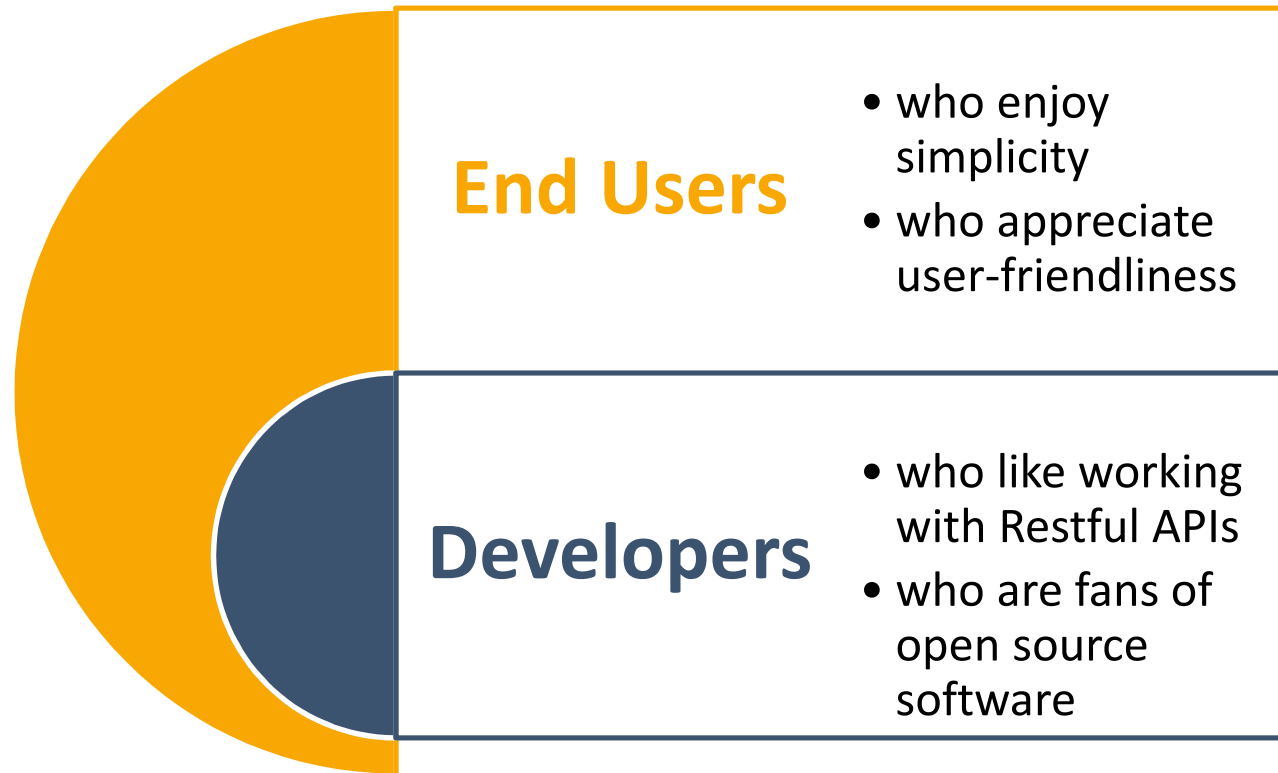 End Users
• who enjoy
simplicity
• who appreciate
user-friendliness
Developers
• who like working
with Restful APIs
• who are fans of
open source
software